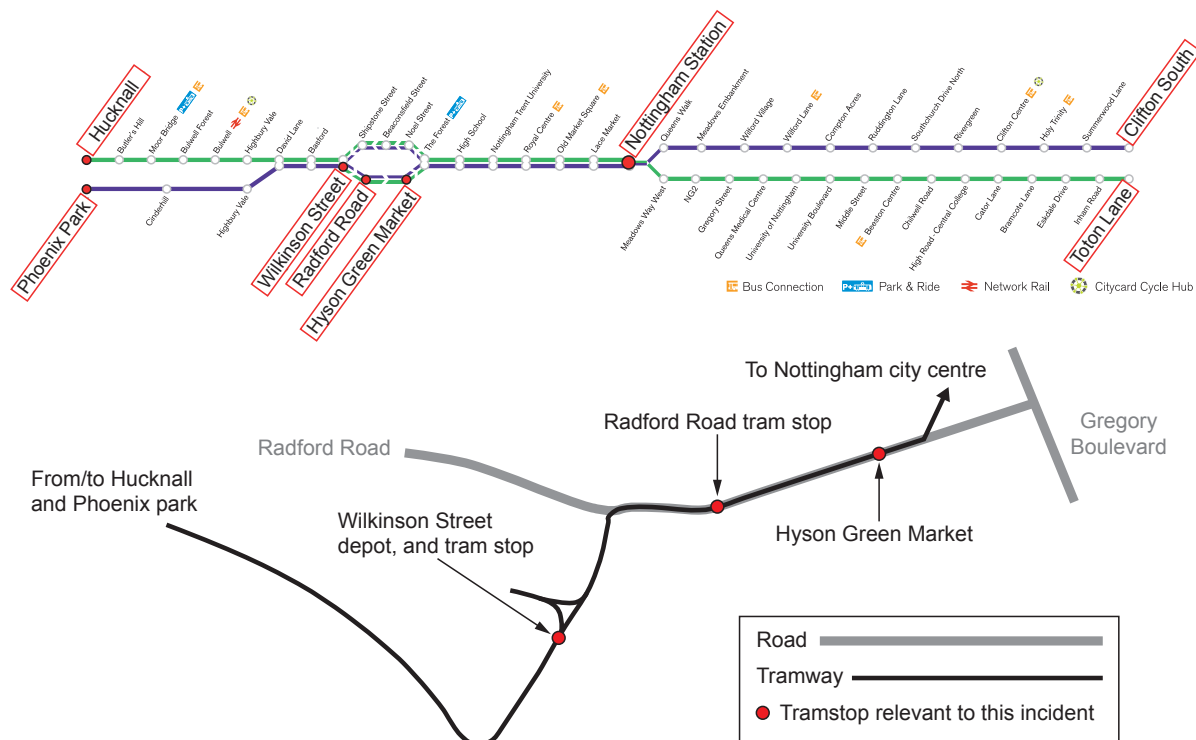 Hucknall
Butler's Hill
Moor Bridge
Bulwell Forest
Bulwell
Highbury Vale
David Lane
Basford
Shipstone Street
Beaconsfield Street
Noel Street
The Forest
High School
Nottingham Trent University
Royal Centre
Old Market Square
Lace Market
Nottingham Station
Queens Walk
Meadows Embankment
Wilford Village
Wilford Lane
Compton Acres
Ruddington Lane
Southchurch Drive North
Rivergreen
Clifton Centre
Holy Trinity
Summerwood Lane
Clifton South
Phoenix Park
Cinderhill
Highbury Vale
Wilkinson Street
Radford Road
Hyson Green Market
Meadows Way West
NG2
Gregory Street
Queens Medical Centre
University of Nottingham
University Boulevard
Middle Street
Beeston Centre
Chilwell Road
High Road - Central College
Cator Lane
Bramcote Lane
Eskdale Drive
Inham Road
Toton Lane
Bus Connection
Park & Ride
Network Rail
Citycard Cycle Hub
To Nottingham city centre
Radford Road tram stop
Gregory
Boulevard
Radford Road
From/to Hucknall
and Phoenix park
Wilkinson Street
depot, and tram stop
Hyson Green Market
Road
Tramway
Tramstop relevant to this incident